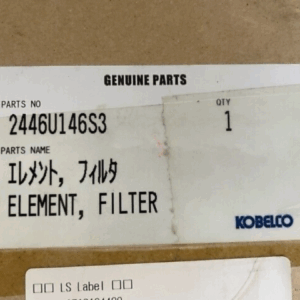 GENUINE PARTS
PARTS NO
QTY
2446U146S3
1
PARTS NAME
エレメント, フィルタ
ELEMENT, FILTER
KOBELCO
□□ LS Label □□